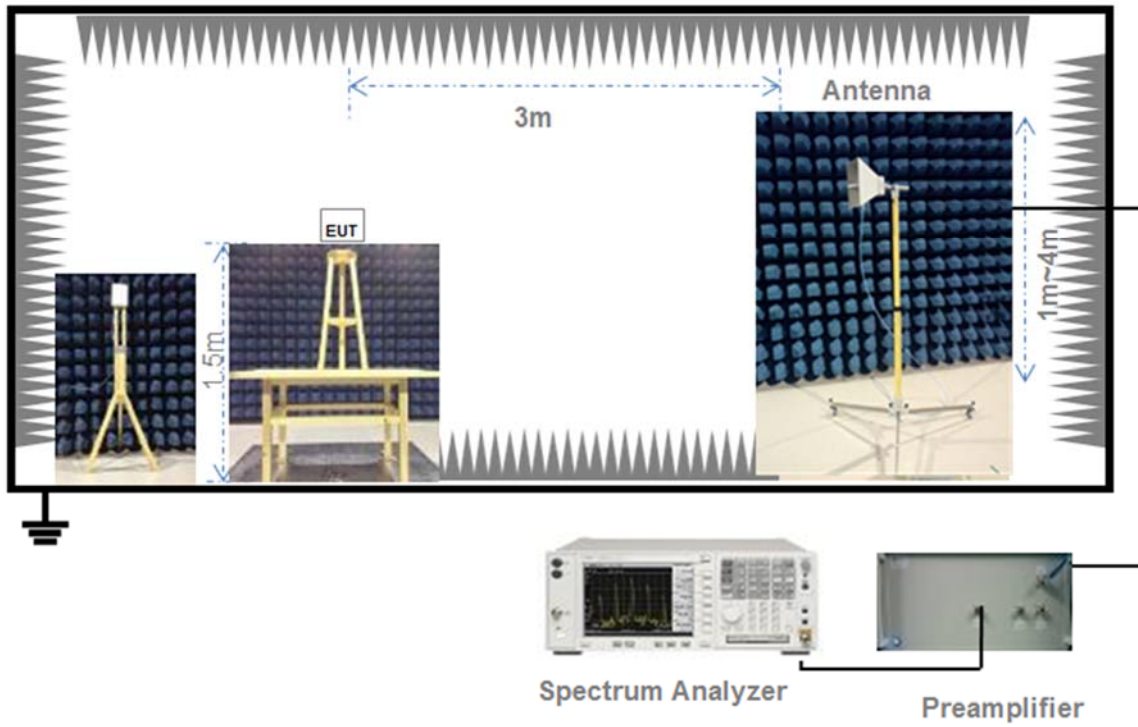 Antenna
3m
EUT
1.5m
1m~4m
Spectrum Analyzer
Preamplifier